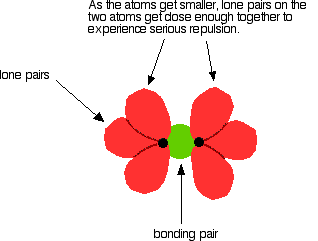 As the atoms get smaller, lone pairs on the
two atoms get close enough together to
experience serious repulsion.
lone pairs
bonding pair